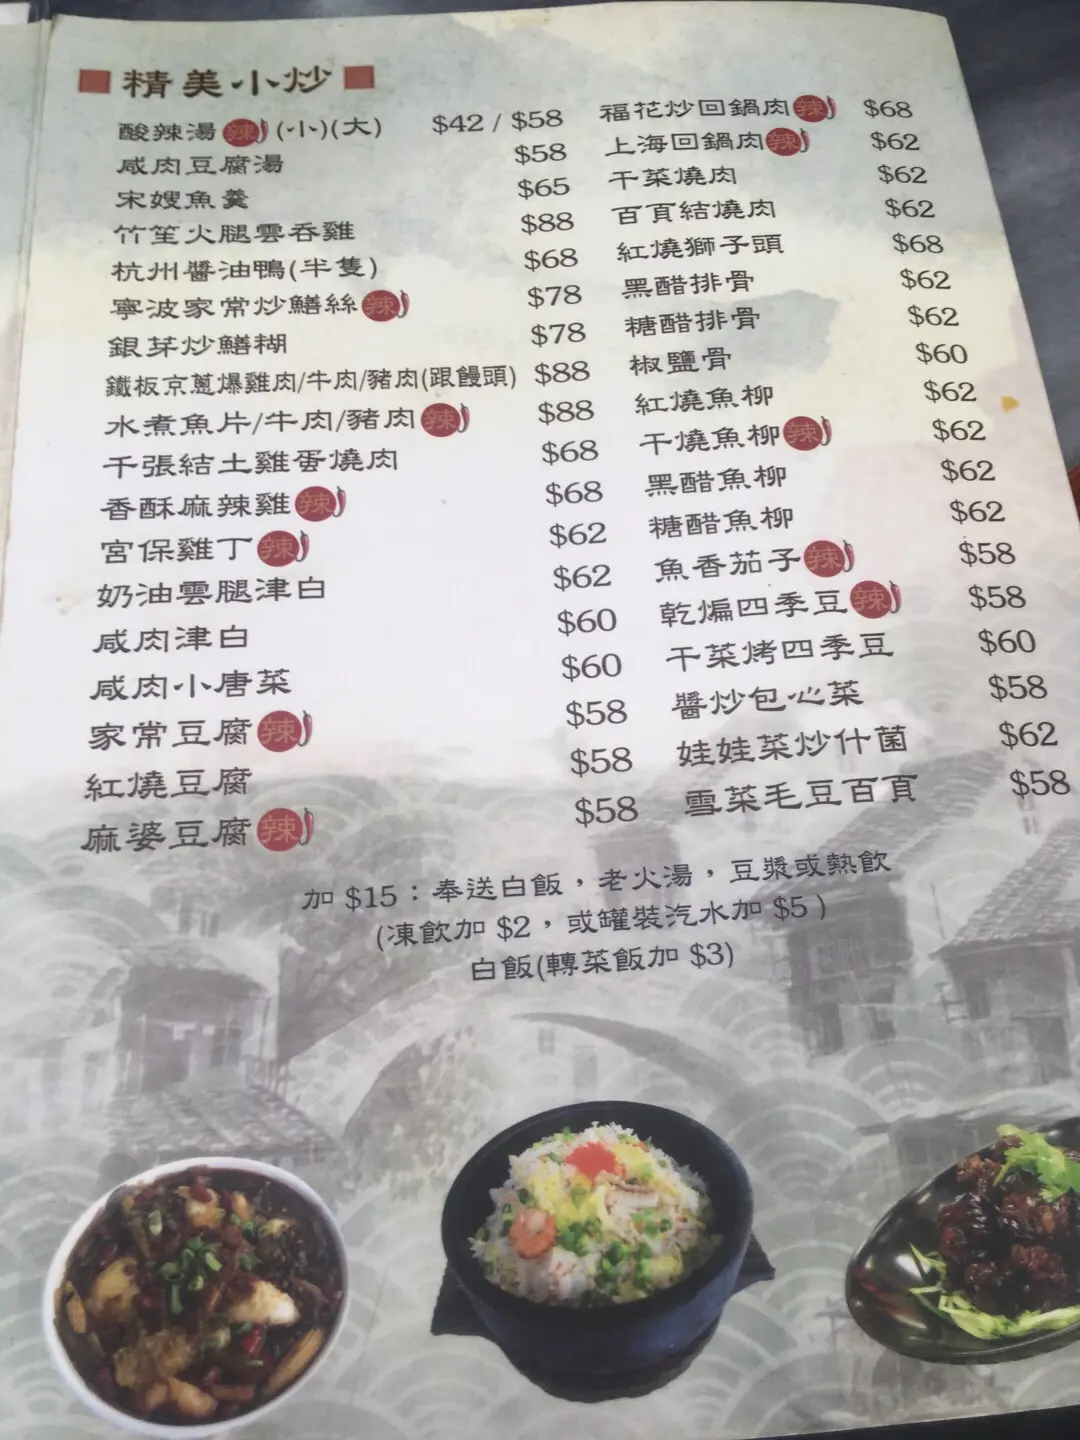 精美小炒
酸辣湯 辣 (小)(大) $42 / $58
咸肉豆腐湯 $58
宋嫂魚羹 $65
竹笙火腿雲吞雞 $88
杭州醬油鴨(半隻) $68
寧波家常炒鱔絲 辣 $78
銀芽炒鱔糊 $78
鐵板京蔥爆雞肉/牛肉/豬肉(跟饅頭) $88
水煮魚片/牛肉/豬肉 辣 $88
千張結土雞蛋燒肉 $68
香酥麻辣雞 辣 $68
宮保雞丁 辣 $62
奶油雲腿津白 $62
咸肉津白 $60
咸肉小唐菜 $60
家常豆腐 辣 $58
紅燒豆腐 $58
麻婆豆腐 辣 $58
福花炒回鍋肉 辣 $68
上海回鍋肉 辣 $62
干菜燒肉 $62
百頁結燒肉 $62
紅燒獅子頭 $68
黑醋排骨 $62
糖醋排骨 $62
椒鹽骨 $60
紅燒魚柳 $62
干燒魚柳 辣 $62
黑醋魚柳 $62
糖醋魚柳 $62
魚香茄子 辣 $58
乾煸四季豆 辣 $58
干菜烤四季豆 $60
醬炒包心菜 $58
娃娃菜炒什菌 $62
雪菜毛豆百頁 $58
加 $15：奉送白飯，老火湯，豆漿或熱飲
(凍飲加 $2，或罐裝汽水加 $5 )
白飯(轉菜飯加 $3)